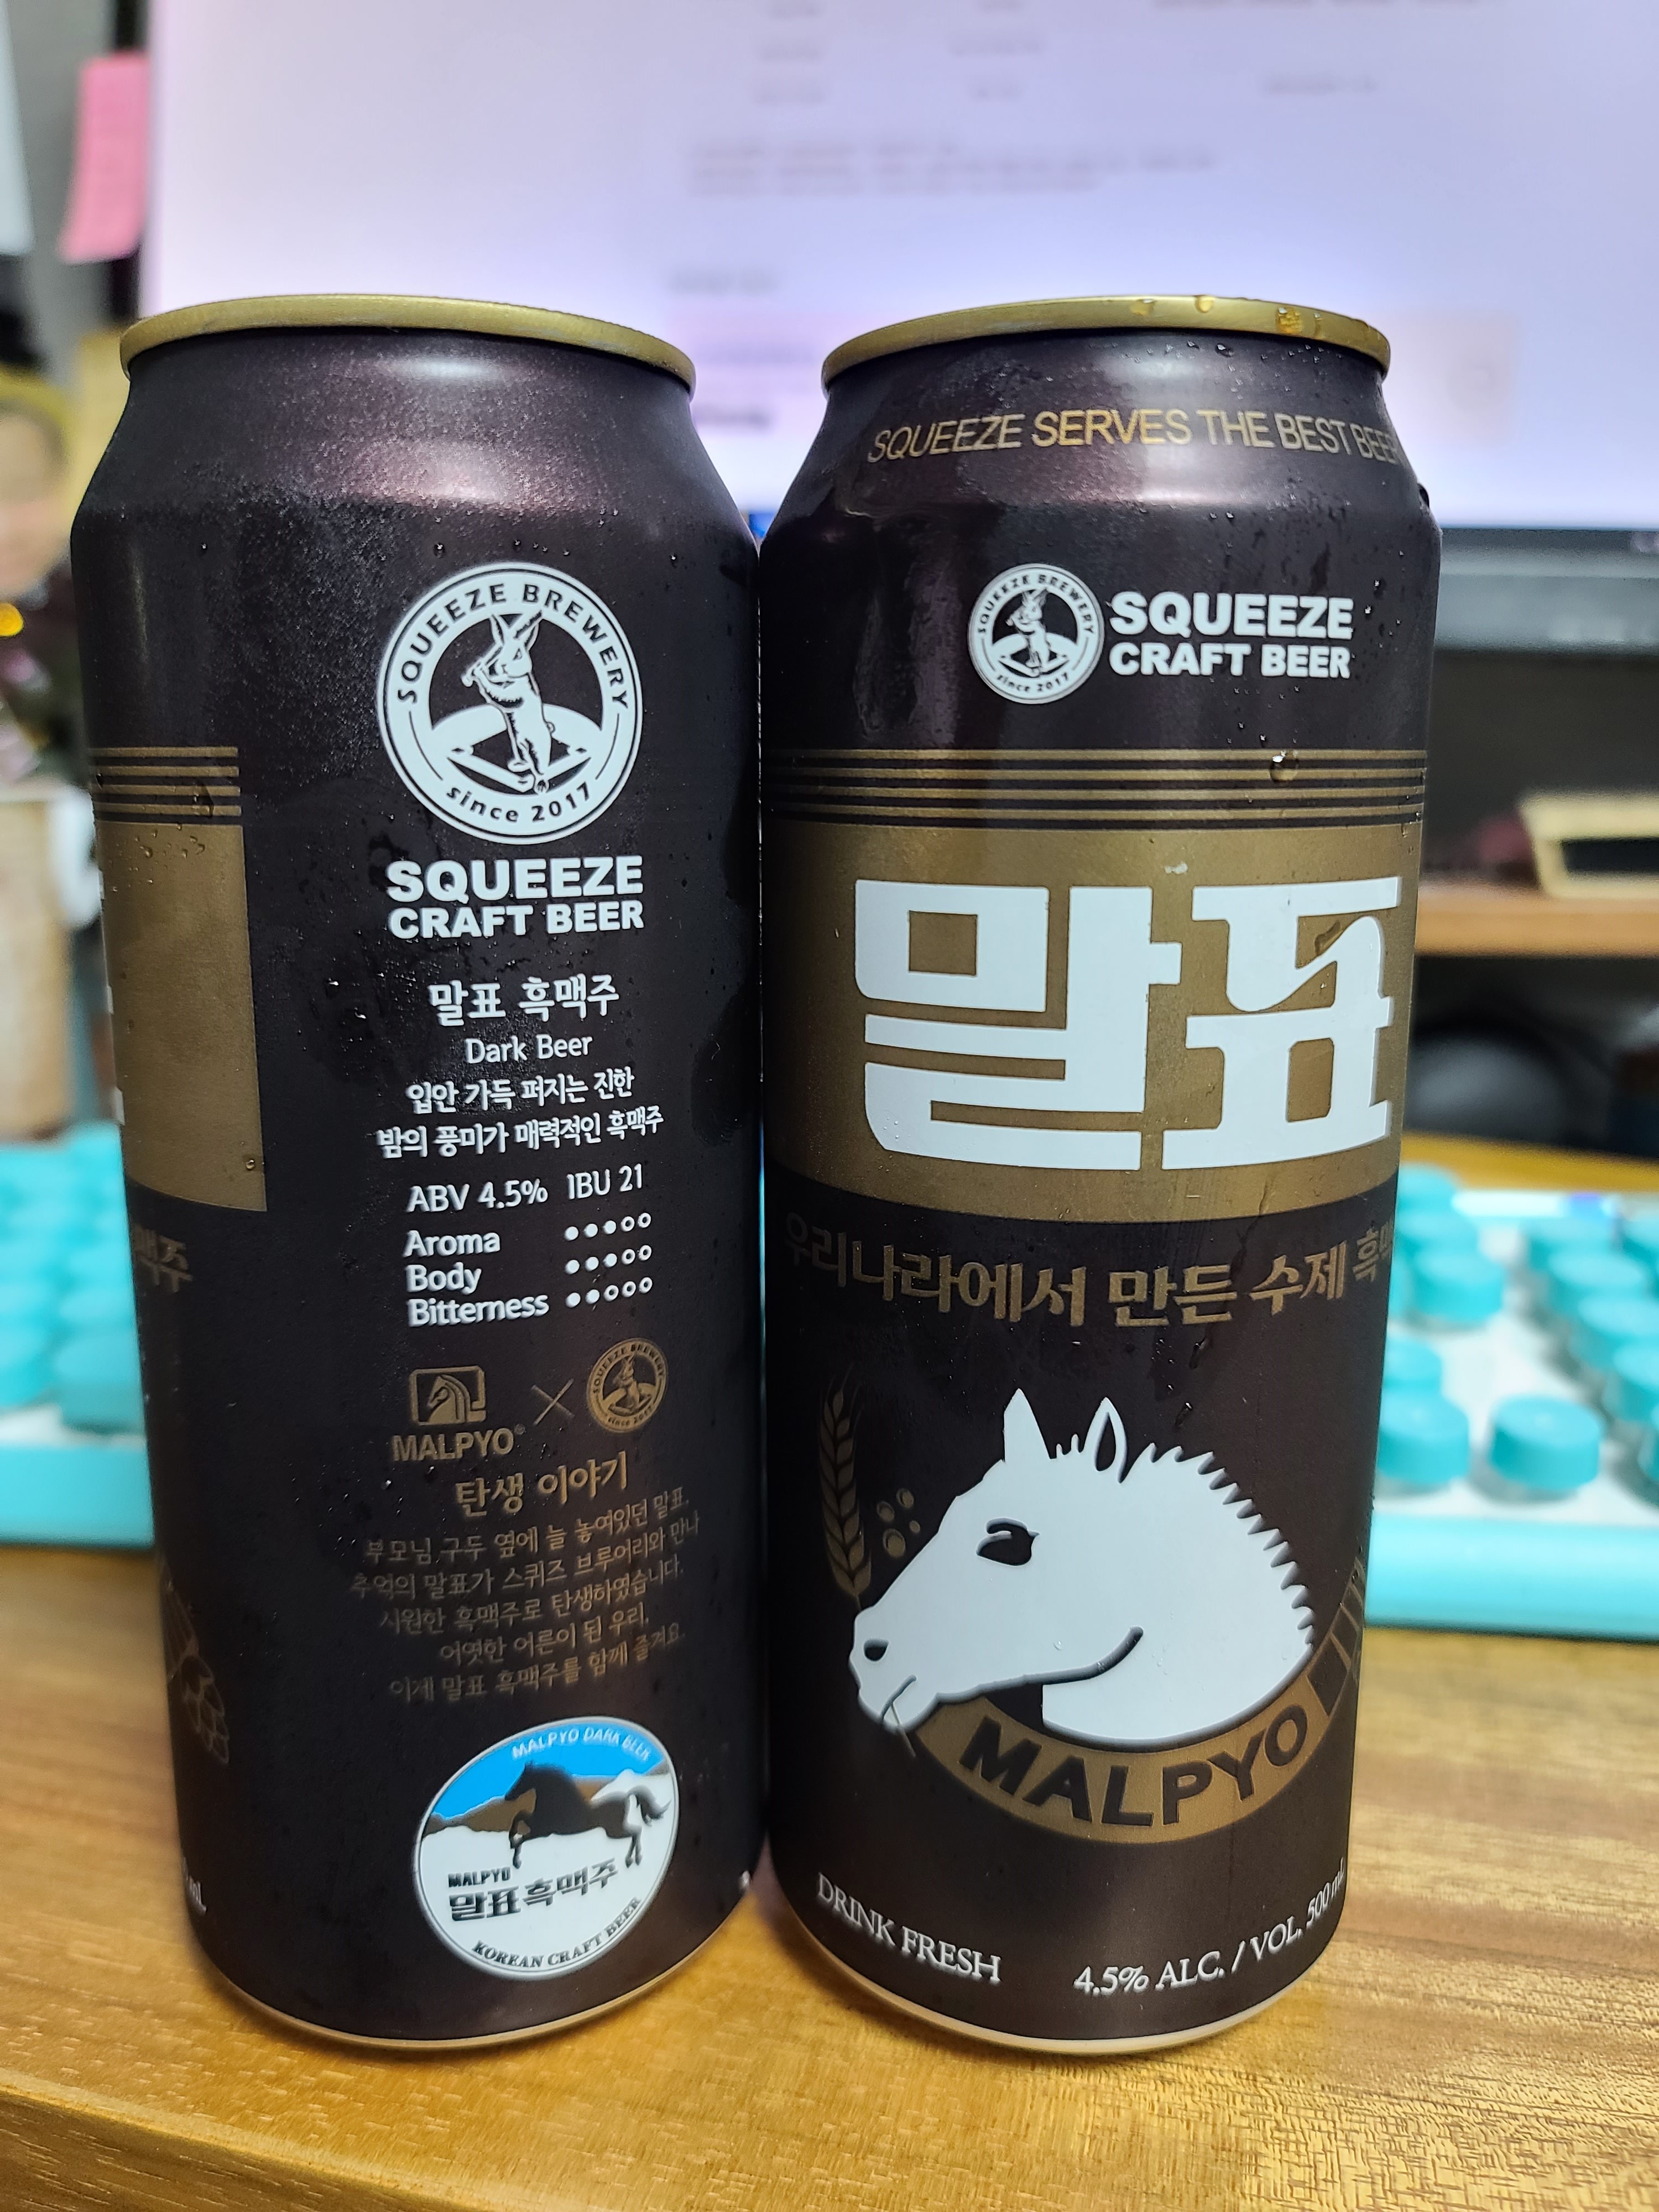 SQUEEZE BREWERY
since 2017
SQUEEZE
CRAFT BEER
말표 흑맥주
Dark Beer
입안 가득 퍼지는 진한
밤의 풍미가 매력적인 흑맥주
ABV 4.5% IBU 21
Aroma
Body
Bitterness
MALPYO®
SQUEEZE BREWERY
since 2017
탄생 이야기
부모님 구두 옆에 늘 놓여있던 말표.
추억의 말표가 스퀴즈 브루어리와 만나
시원한 흑맥주로 탄생하였습니다.
어엿한 어른이 된 우리,
이제 말표 흑맥주를 함께 즐겨요.
MALPYO DARK BEER
MALPYO
말표흑맥주
KOREAN CRAFT BEER
맥주
mL
SQUEEZE SERVES THE BEST BEER
SQUEEZE BREWERY
since 2017
SQUEEZE
CRAFT BEER
말표
우리나라에서 만든 수제 흑맥
MALPYO
DRINK FRESH
4.5% ALC. / VOL. 500 ml